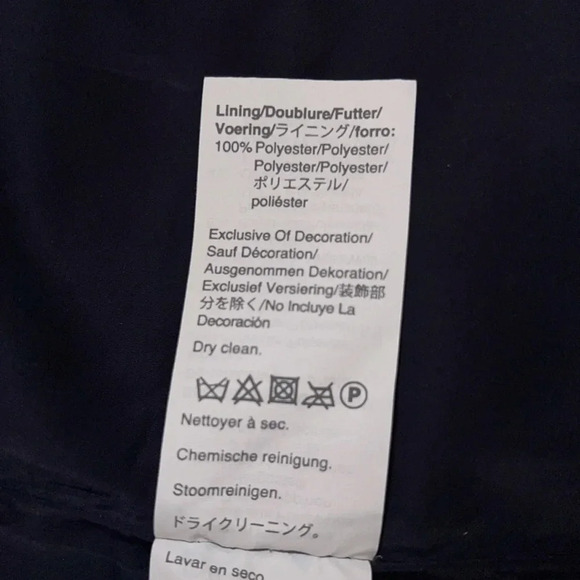 Lining/Doublure/Futter/
Voering/ライニング/forro:
100% Polyester/Polyester/
Polyester/Polyester/
ポリエステル/
poliéster
Exclusive Of Decoration/
Sauf Décoration/
Ausgenommen Dekoration/
Exclusief Versiering/装飾部
分を除く/No Incluye La
Decoración
Dry clean.
P
Nettoyer à sec.
Chemische reinigung.
Stoomreinigen.
ドライクリーニング。
Lavar en seco